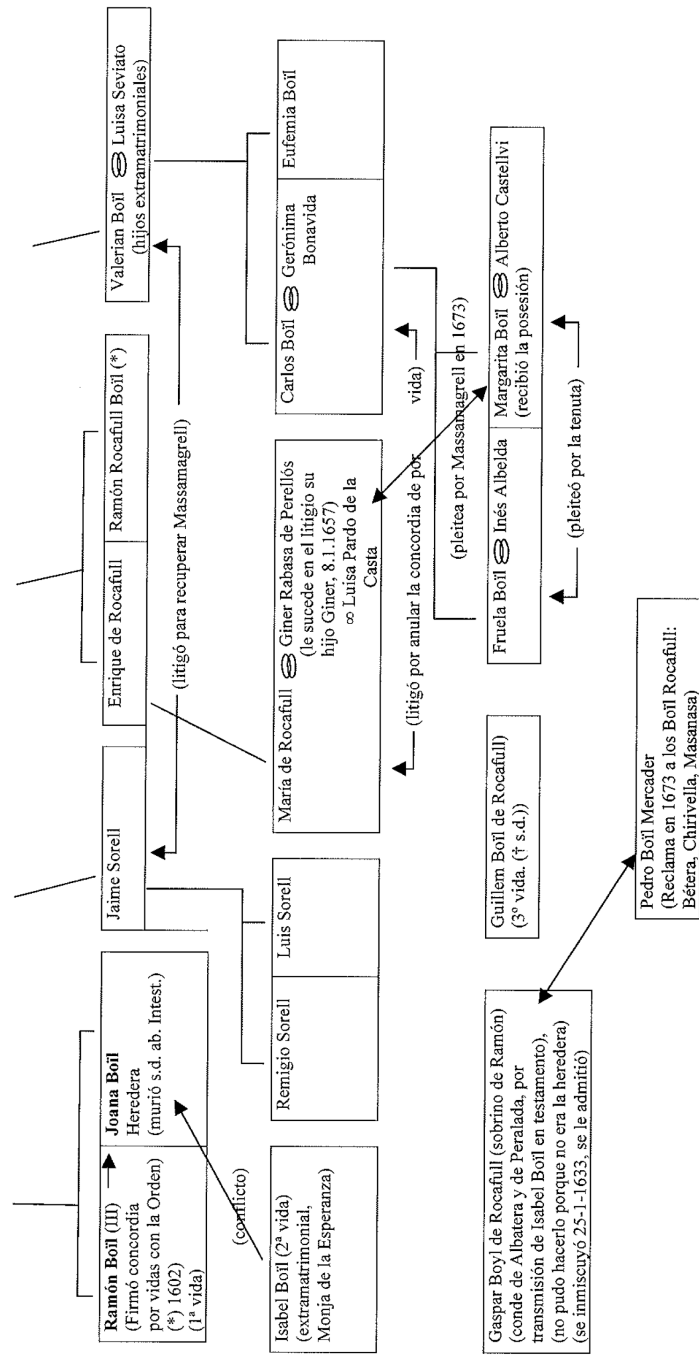 Ramón Boïl (III)
(Firmó concordia
por vidas con la Orden)
(*) 1602)
(1ª vida)
Joana Boïl
Heredera
(murió s.d. ab. Intest.)
Jaime Sorell
Enrique de Rocafull
Ramón Rocafull Boïl (*)
Valerian Boïl Luisa Seviato
(hijos extramatrimoniales)
(conflicto)
(litigó para recuperar Massamagrell)
Isabel Boïl (2ª vida)
(extramatrimonial,
Monja de la Esperanza)
Remigio Sorell
Luis Sorell
María de Rocafull Giner Rabasa de Perellós
(le sucede en el litigio su
hijo Giner, 8.1.1657)
∞ Luisa Pardo de la
Casta
Carlos Boïl Gerónima
Bonavida
Eufemia Boïl
(litigó por anular la concordia de por
vida)
(pleitea por Massamagrell en 1673)
Gaspar Boyl de Rocafull (sobrino de Ramón)
(conde de Albatera y de Peralada, por
transmisión de Isabel Boïl en testamento),
(no pudo hacerlo porque no era la heredera)
(se inmiscuyó 25-1-1633, se le admitió)
Guillem Boïl de Rocafull)
(3º vida. († s.d.))
Fruela Boïl Inés Albelda
Margarita Boïl Alberto Castellvi
(recibió la posesión)
(pleiteó por la tenuta)
Pedro Boïl Mercader
(Reclama en 1673 a los Boïl Rocafull:
Bétera, Chirivella, Masanasa)